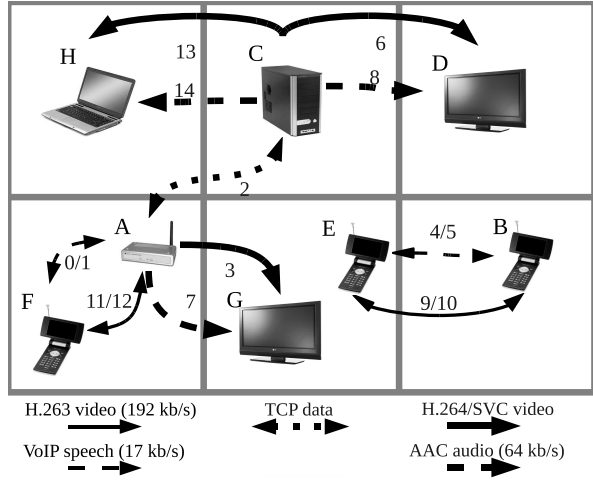 13
6
H
C
D
14
8
2
A
E
4/5
B
0/1
3
F
11/12
7
G
9/10
H.263 video (192 kb/s)
TCP data
H.264/SVC video
VoIP speech (17 kb/s)
AAC audio (64 kb/s)